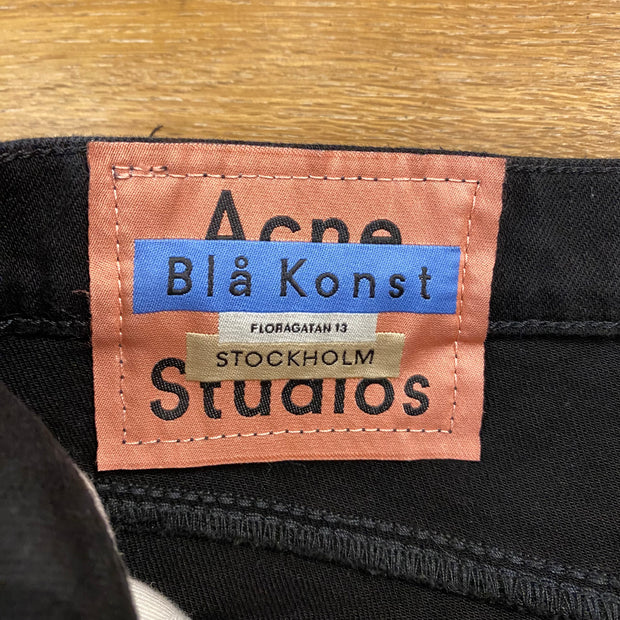 Acne
Blå Konst
FLORAGATAN 13
STOCKHOLM
Studios